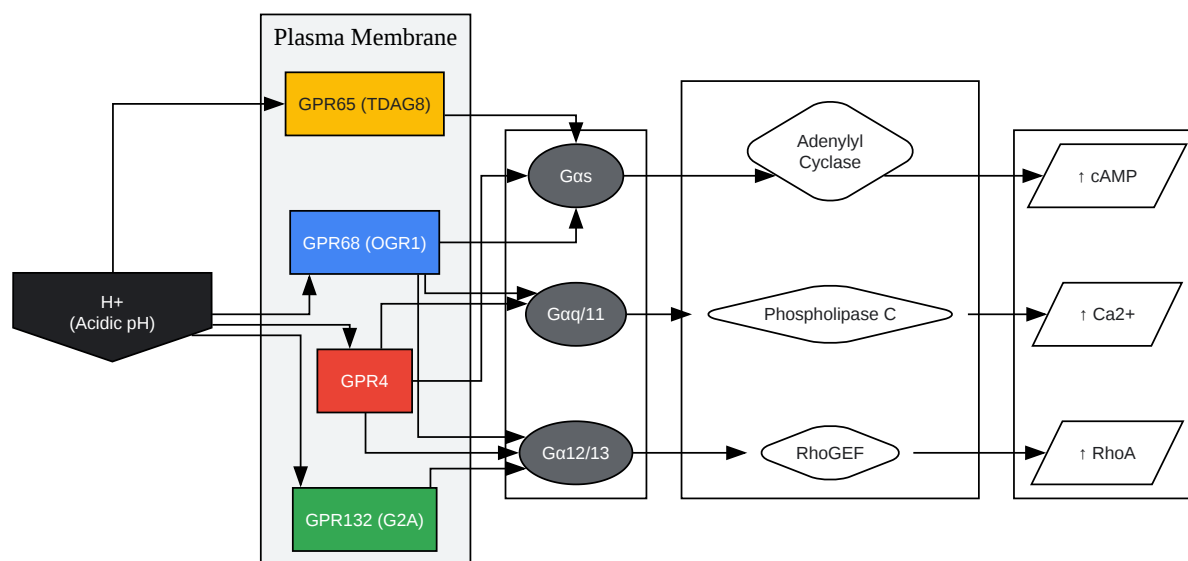 Plasma Membrane
GPR65 (TDAG8)
GPR68 (OGR1)
GPR4
GPR132 (G2A)
H+
(Acidic pH)
Gαs
Gαq/11
Gα12/13
Adenylyl
Cyclase
Phospholipase C
RhoGEF
↑ cAMP
↑ Ca2+
↑ RhoA